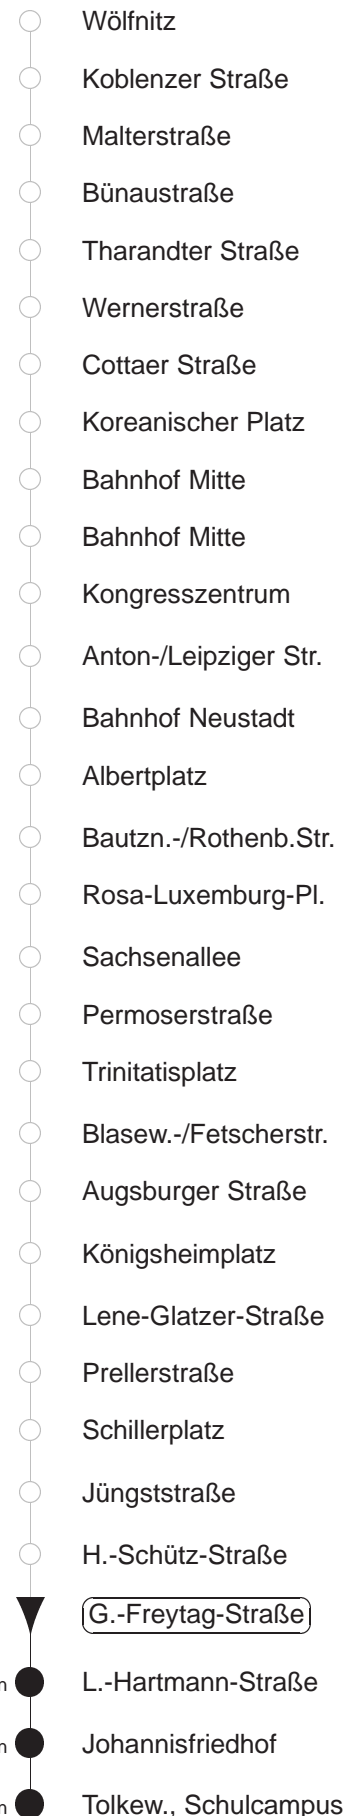 Wölfnitz
Koblenzer Straße
Malterstraße
Bünaustraße
Tharandter Straße
Wernerstraße
Cottaer Straße
Koreanischer Platz
Bahnhof Mitte
Bahnhof Mitte
Kongresszentrum
Anton-/Leipziger Str.
Bahnhof Neustadt
Albertplatz
Bautzn.-/Rothenb.Str.
Rosa-Luxemburg-Pl.
Sachsenallee
Permoserstraße
Trinitatisplatz
Blasew.-/Fetscherstr.
Augsburger Straße
Königsheimplatz
Lene-Glatzer-Straße
Prellerstraße
Schillerplatz
Jüngststraße
H.-Schütz-Straße
G.-Freytag-Straße
L.-Hartmann-Straße
Johannisfriedhof
Tolkew., Schulcampus